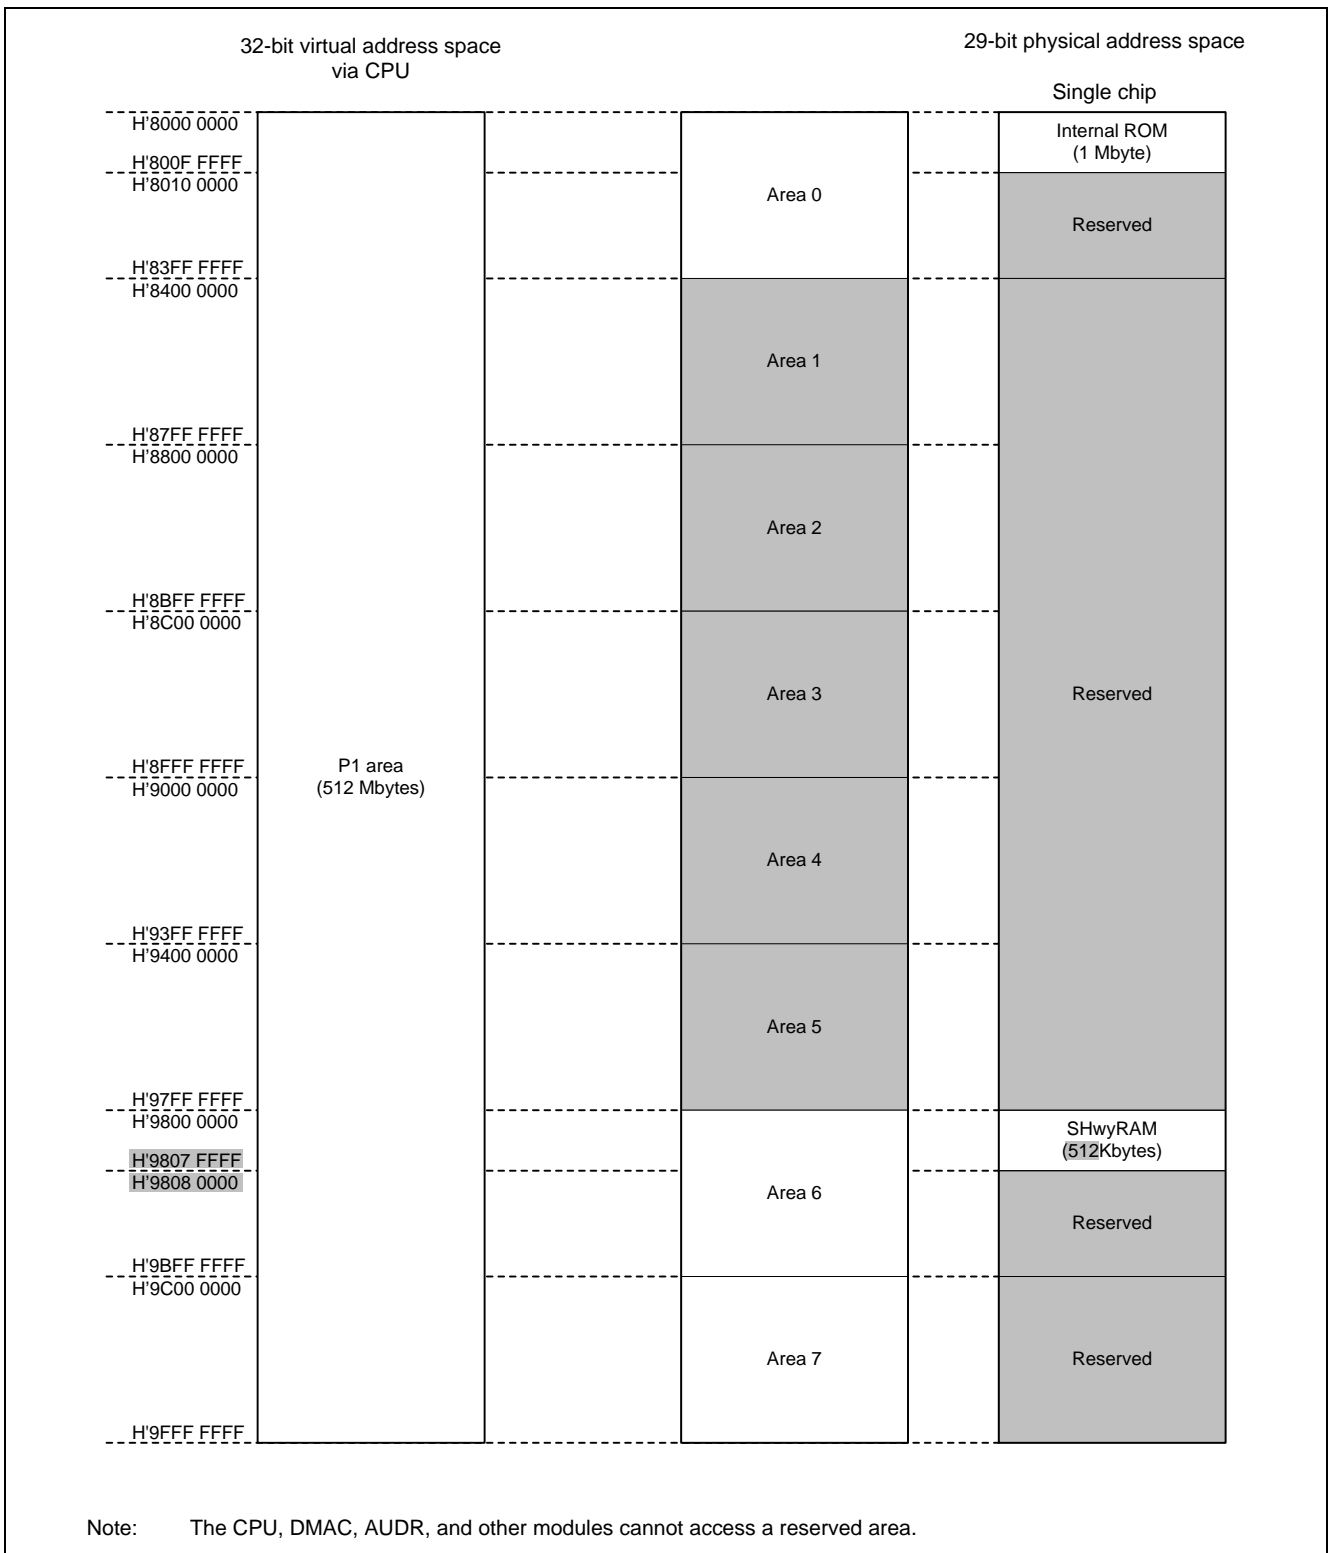 32-bit virtual address space
via CPU
29-bit physical address space
Single chip
H'8000 0000
Internal ROM
(1 Mbyte)
H'800F FFFF
H'8010 0000
Area 0
Reserved
H'83FF FFFF
H'8400 0000
Area 1
H'87FF FFFF
H'8800 0000
Area 2
H'8BFF FFFF
H'8C00 0000
Area 3
Reserved
H'8FFF FFFF
H'9000 0000
P1 area
(512 Mbytes)
Area 4
H'93FF FFFF
H'9400 0000
Area 5
H'97FF FFFF
H'9800 0000
SHwyRAM
(512Kbytes)
H'9807 FFFF
H'9808 0000
Area 6
Reserved
H'9BFF FFFF
H'9C00 0000
Area 7
Reserved
H'9FFF FFFF
Note: The CPU, DMAC, AUDR, and other modules cannot access a reserved area.